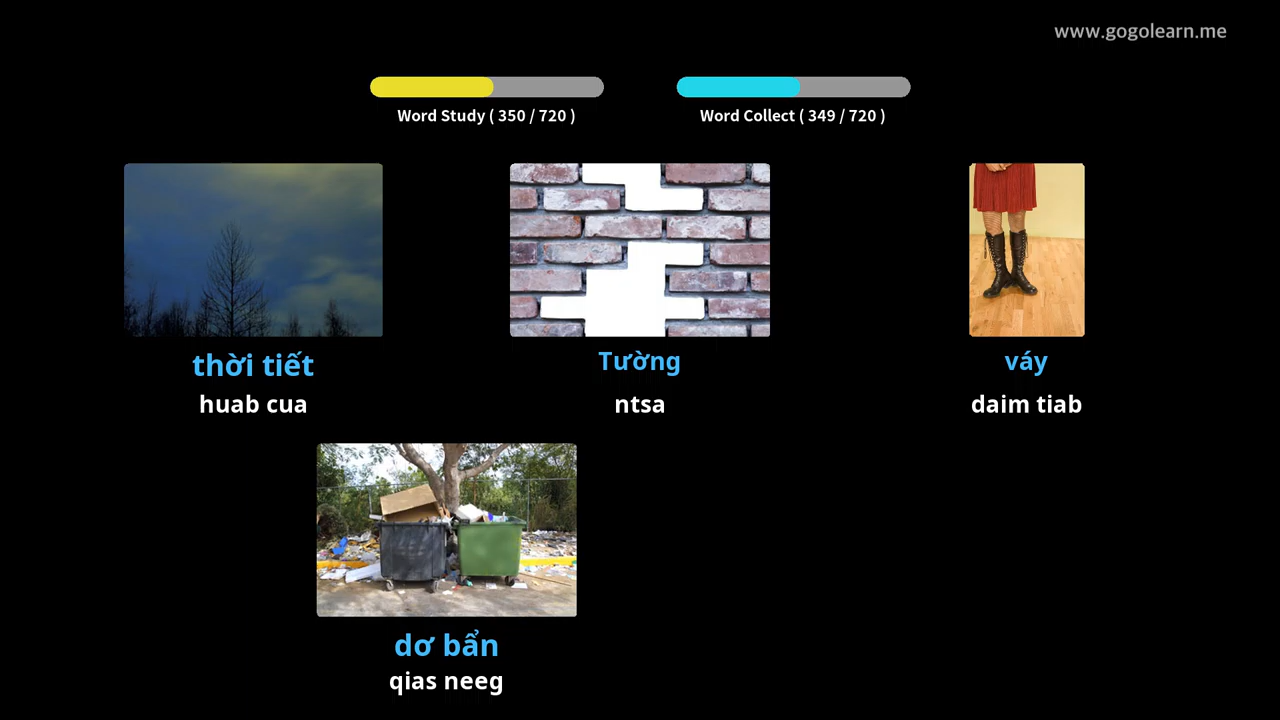 www.gogolearn.me
Word Study ( 350 / 720 )
Word Collect ( 349 / 720 )
thời tiết
huab cua
Tường
ntsa
váy
daim tiab
dơ bẩn
qias neeg